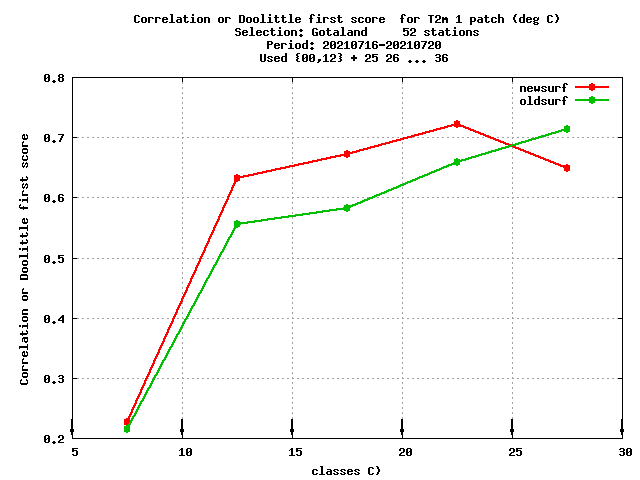 Correlation or Doolittle first score  for T2m 1 patch (deg C)
Selection: Gotaland     52 stations
Period: 20210716-20210720
Used {00,12} + 25 26 ... 36
newsurf
oldsurf
Correlation or Doolittle first score
0.8
0.7
0.6
0.5
0.4
0.3
0.2
5 10 15 20 25 30
classes C)